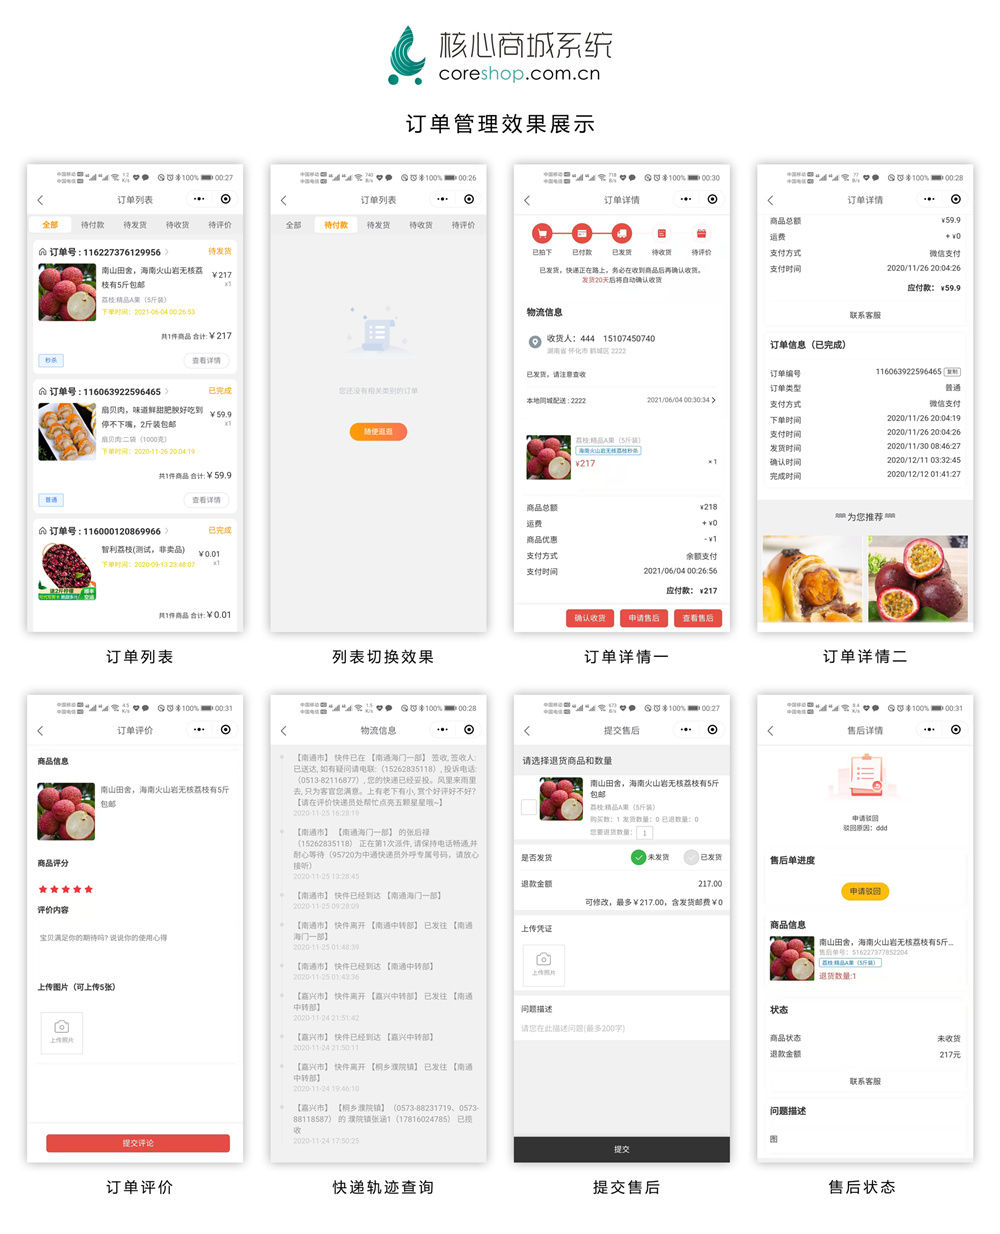 核心商城系统
coreshop.com.cn
订单管理效果展示
00:27
订单列表
全部 待付款 待发货 待收货 待评价
订单号 : 116227376129956 待发货
南山田舍，海南火山岩无核荔 ¥217
枝有5斤包邮 x1
荔枝:精品A果（5斤装）
下单时间：2021-06-04 00:26:53
共1件商品 合计: ¥217
秒杀 查看详情
订单号 : 116063922596465 已完成
扇贝肉，味道鲜甜肥腴好吃到 ¥59.9
停不下嘴，2斤装包邮 x1
扇贝肉:二袋（1000克）
下单时间：2020-11-26 20:04:19
共1件商品 合计: ¥59.9
普通 查看详情
订单号 : 116000120869966 已完成
智利荔枝(测试，非卖品) ¥0.01
下单时间：2020-09-13 23:48:07 x1
共1件商品 合计: ¥0.01
订单列表
00:26
订单列表
全部 待付款 待发货 待收货 待评价
您还没有相关类别的订单
随便逛逛
列表切换效果
00:30
订单详情
已拍下 已付款 已发货 待收货 待评价
已发货，快递正在路上，务必在收到商品后再确认收货。
发货20天后将自动确认收货
物流信息
收货人：444 15107450740
湖南省 怀化市 鹤城区 2222
已发货，请注意查收
本地同城配送 : 2222 2021/06/04 00:30:34
荔枝:精品A果（5斤装）
海南火山岩无核荔枝秒杀
¥217 × 1
商品总额 ¥218
运费 + ¥0
商品优惠 - ¥1
支付方式 余额支付
支付时间 2021/06/04 00:26:56
应付款： ¥217
确认收货 申请售后 查看售后
订单详情一
00:28
订单详情
商品总额 ¥59.9
运费 + ¥0
支付方式 微信支付
支付时间 2020/11/26 20:04:26
应付款： ¥59.9
联系客服
订单信息（已完成）
订单编号 116063922596465 复制
订单类型 普通
支付方式 微信支付
下单时间 2020/11/26 20:04:19
支付时间 2020/11/26 20:04:26
发货时间 2020/11/30 08:46:27
确认时间 2020/12/11 03:32:45
完成时间 2020/12/12 01:41:27
为您推荐
订单详情二
00:31
订单评价
商品信息
南山田舍，海南火山岩无核荔枝有5斤
包邮
商品评分
评价内容
宝贝满足你的期待吗? 说说你的使用心得
上传图片（可上传5张）
上传照片
提交评论
订单评价
00:28
物流信息
【南通市】 快件已在 【南通海门一部】 签收, 签收人:
已送达, 如有疑问请电联:（15262835118）, 投诉电话:
（0513-82116877）, 您的快递已经妥投。风里来雨里
去, 只为客官您满意。上有老下有小, 赏个好评好不好?
【请在评价快递员处帮忙点亮五颗星星哦~】
2020-11-25 16:28:19
【南通市】 【南通海门一部】 的张后禄
（15262835118） 正在第1次派件, 请保持电话畅通,并
耐心等待（95720为中通快递员外呼专属号码，请放心
接听）
2020-11-25 13:28:45
【南通市】 快件已经到达 【南通海门一部】
2020-11-25 09:28:09
【南通市】 快件离开 【南通中转部】 已发往 【南通
海门一部】
2020-11-25 01:48:39
【南通市】 快件已经到达 【南通中转部】
2020-11-25 01:43:36
【嘉兴市】 快件离开 【嘉兴中转部】 已发往 【南通
中转部】
2020-11-24 21:51:42
【嘉兴市】 快件已经到达 【嘉兴中转部】
2020-11-24 21:50:11
【嘉兴市】 快件离开 【桐乡濮院镇】 已发往 【南通
中转部】
2020-11-24 19:46:10
【嘉兴市】 【桐乡濮院镇】（0573-88231719、0573-
88118587） 的 濮院镇张涵1（17816024785） 已揽
收
2020-11-24 17:50:25
快递轨迹查询
00:27
提交售后
请选择退货商品和数量
南山田舍，海南火山岩无核荔枝有5斤
包邮
荔枝:精品A果（5斤装）
购买数：1 发货数量：0 已退数量：0
您要退货数量： 1
是否发货 未发货 已发货
退款金额 217.00
可修改，最多￥217.00，含发货邮费￥0
上传凭证
上传照片
问题描述
请您在此描述问题(最多200字)
提交
提交售后
00:31
售后详情
申请驳回
驳回原因：ddd
售后单进度
申请驳回
商品信息
南山田舍，海南火山岩无核荔枝有5斤...
售后单号：516227377852204
荔枝:精品A果（5斤装）
退货数量:1
状态
商品状态 未收货
退款金额 217元
联系客服
问题描述
图
售后状态